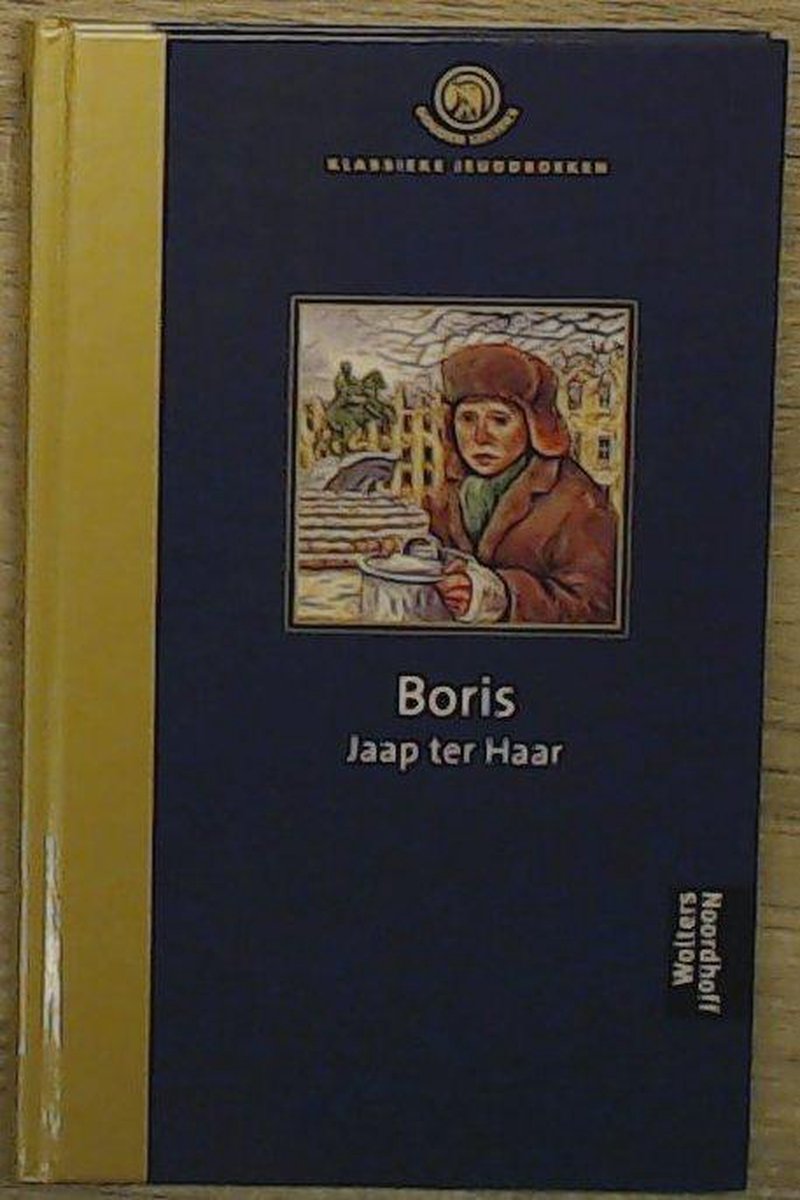 KLASSIEKE JEUGDBOEKEN
Boris
Jaap ter Haar
Wolters
Noordhoff